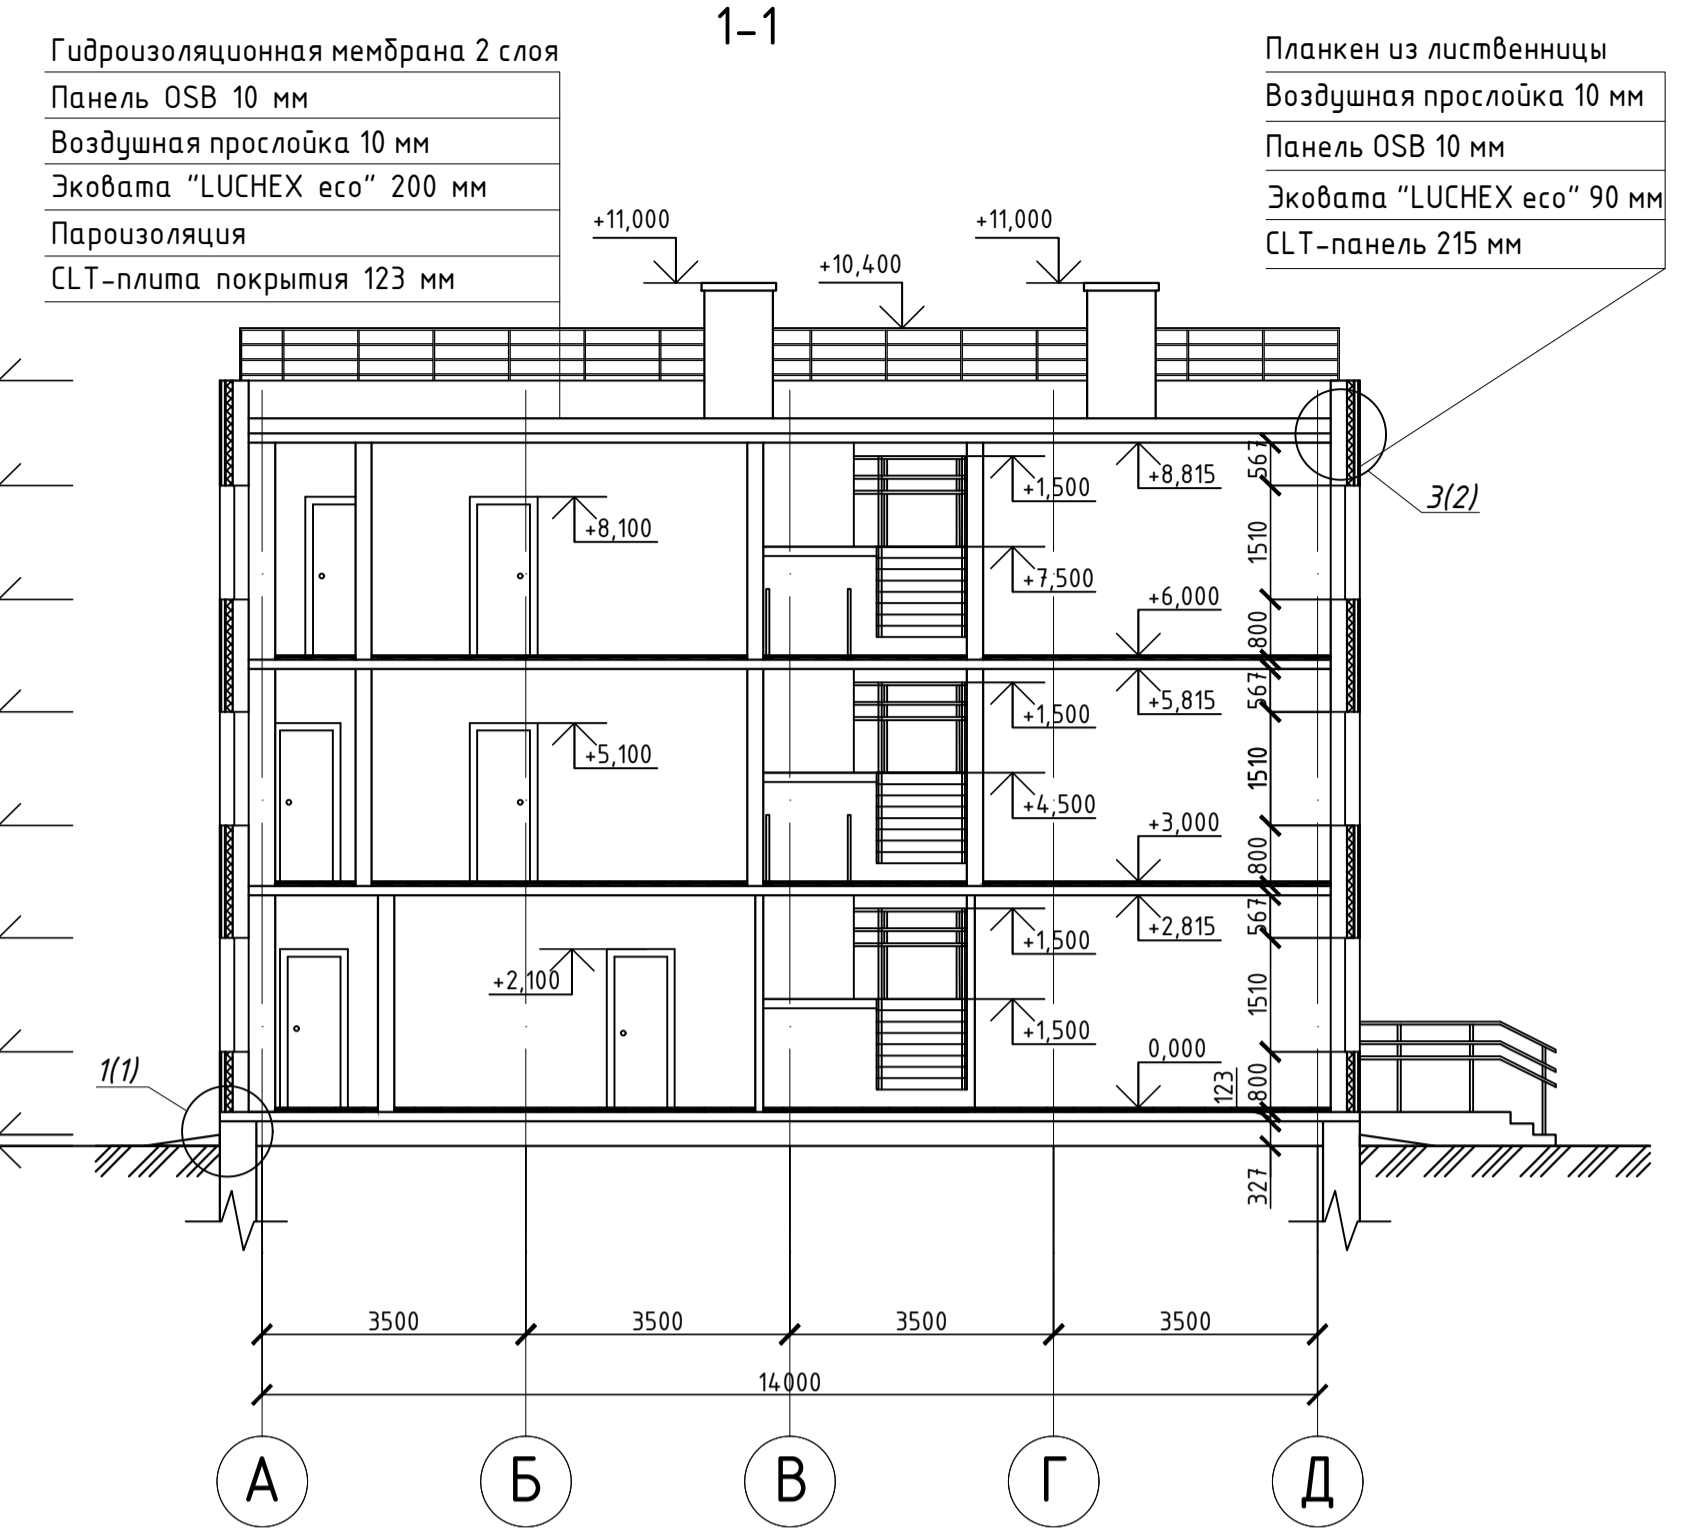 1-1
Гидроизоляционная мембрана 2 слоя
Панель OSB 10 мм
Воздушная прослойка 10 мм
Эковата "LUCHEX eco" 200 мм
Пароизоляция
CLT-плита покрытия 123 мм
Планкен из лиственницы
Воздушная прослойка 10 мм
Панель OSB 10 мм
Эковата "LUCHEX eco" 90 мм
CLT-панель 215 мм
+11,000
+11,000
+10,400
567
+1,500
+8,815
3(2)
+8,100
1510
+7,500
+6,000
800
567
+1,500
+5,815
+5,100
1510
+4,500
+3,000
800
567
+1,500
+2,815
+2,100
1510
+1,500
0,000
1(1)
123
800
327
3500
3500
3500
3500
14000
А
Б
В
Г
Д